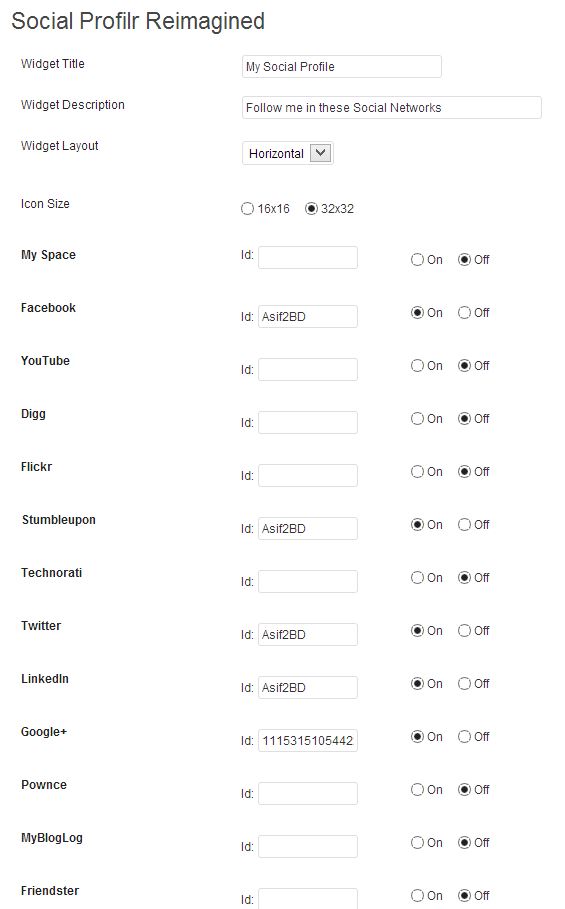 Social Profilr Reimagined
Widget Title My Social Profile
Widget Description Follow me in these Social Networks
Widget Layout Horizontal
Icon Size 16x16 32x32
My Space Id: On Off
Facebook Id: Asif2BD On Off
YouTube Id: On Off
Digg Id: On Off
Flickr Id: On Off
Stumbleupon Id: Asif2BD On Off
Technorati Id: On Off
Twitter Id: Asif2BD On Off
LinkedIn Id: Asif2BD On Off
Google+ Id: 1115315105442 On Off
Pownce Id: On Off
MyBlogLog Id: On Off
Friendster Id: On Off